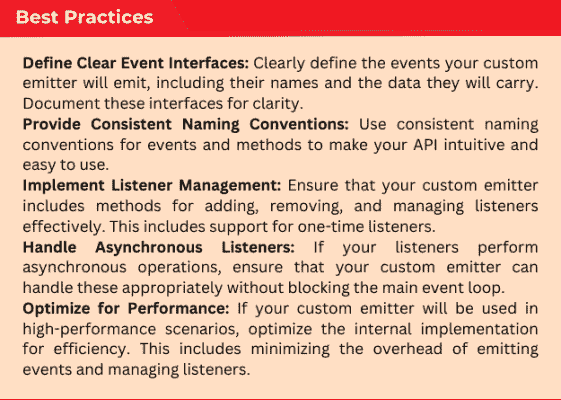 Best Practices
Define Clear Event Interfaces: Clearly define the events your custom
emitter will emit, including their names and the data they will carry.
Document these interfaces for clarity.
Provide Consistent Naming Conventions: Use consistent naming
conventions for events and methods to make your API intuitive and
easy to use.
Implement Listener Management: Ensure that your custom emitter
includes methods for adding, removing, and managing listeners
effectively. This includes support for one-time listeners.
Handle Asynchronous Listeners: If your listeners perform
asynchronous operations, ensure that your custom emitter can
handle these appropriately without blocking the main event loop.
Optimize for Performance: If your custom emitter will be used in
high-performance scenarios, optimize the internal implementation
for efficiency. This includes minimizing the overhead of emitting
events and managing listeners.